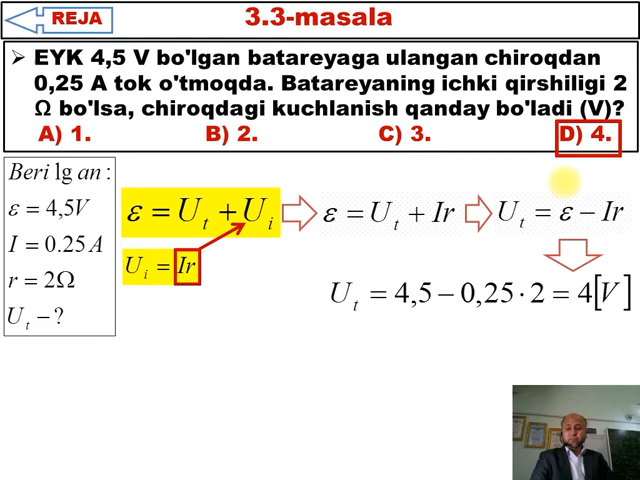 REJA
3.3-masala
➢ EYK 4,5 V bo'lgan batareyaga ulangan chiroqdan
0,25 A tok o'tmoqda. Batareyaning ichki qirshiligi 2
Ω bo'lsa, chiroqdagi kuchlanish qanday bo'ladi (V)?
A) 1. B) 2. C) 3. D) 4.
Berilgan:
ε = 4,5V
I = 0.25A
r = 2Ω
U_t − ?
ε = U_t + U_i
U_i = Ir
ε = U_t + Ir
U_t = ε − Ir
U_t = 4,5 − 0,25 · 2 = 4[V]